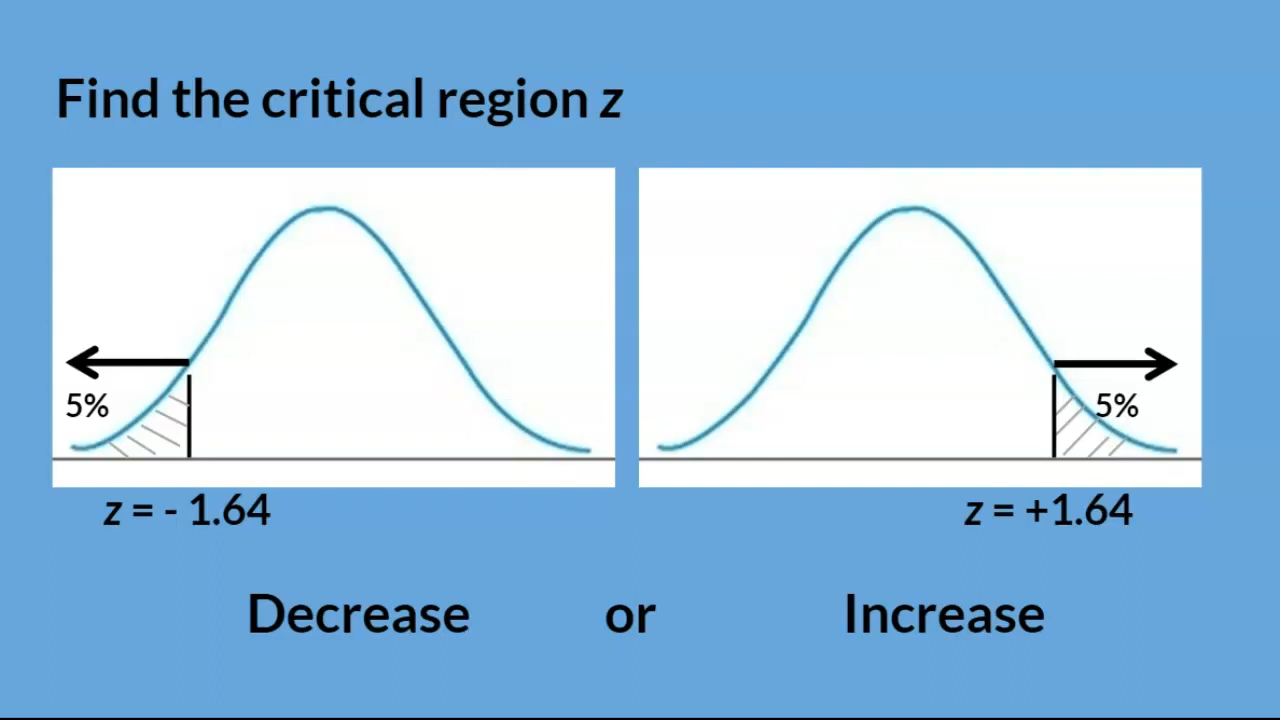 Find the critical region z
5%
5%
z = - 1.64
z = +1.64
Decrease or Increase